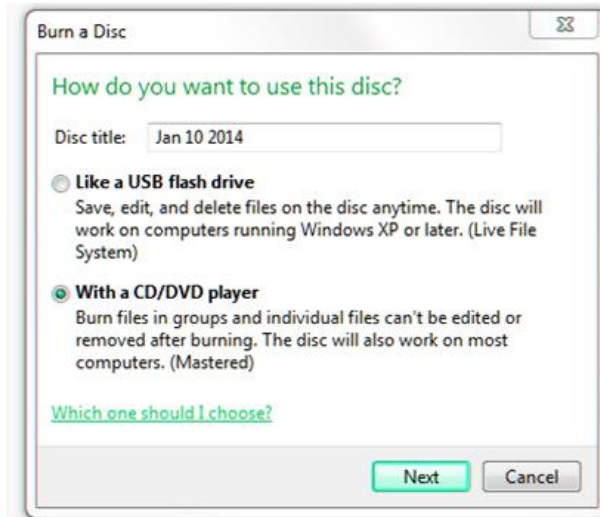 Burn a Disc
How do you want to use this disc?
Disc title: Jan 10 2014
Like a USB flash drive
Save, edit, and delete files on the disc anytime. The disc will
work on computers running Windows XP or later. (Live File
System)
With a CD/DVD player
Burn files in groups and individual files can't be edited or
removed after burning. The disc will also work on most
computers. (Mastered)
Which one should I choose?
Next Cancel